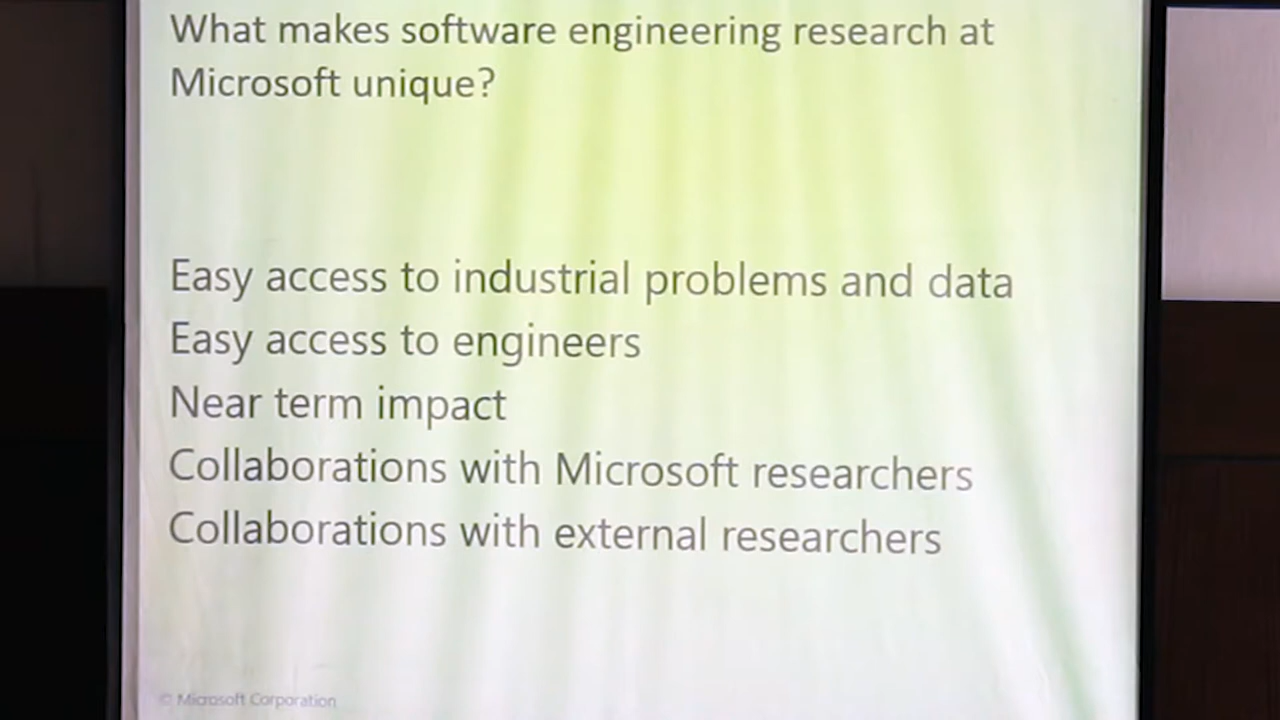 What makes software engineering research at
Microsoft unique?
Easy access to industrial problems and data
Easy access to engineers
Near term impact
Collaborations with Microsoft researchers
Collaborations with external researchers
© Microsoft Corporation